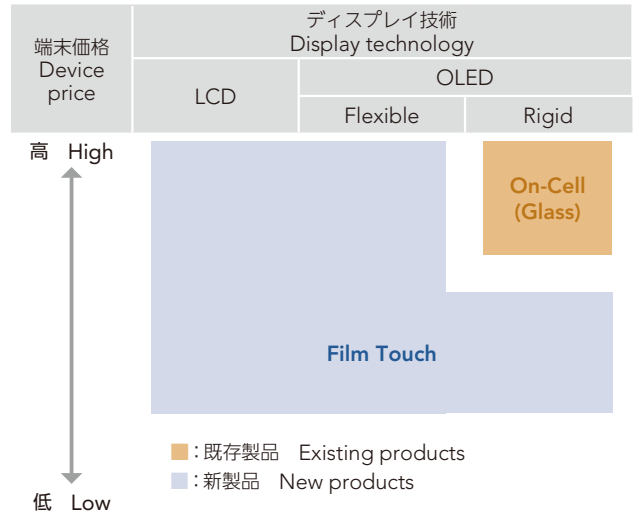 端末価格
Device
price
ディスプレイ技術
Display technology
LCD
OLED
Flexible
Rigid
高 High
On-Cell
(Glass)
Film Touch
:既存製品 Existing products
:新製品 New products
低 Low